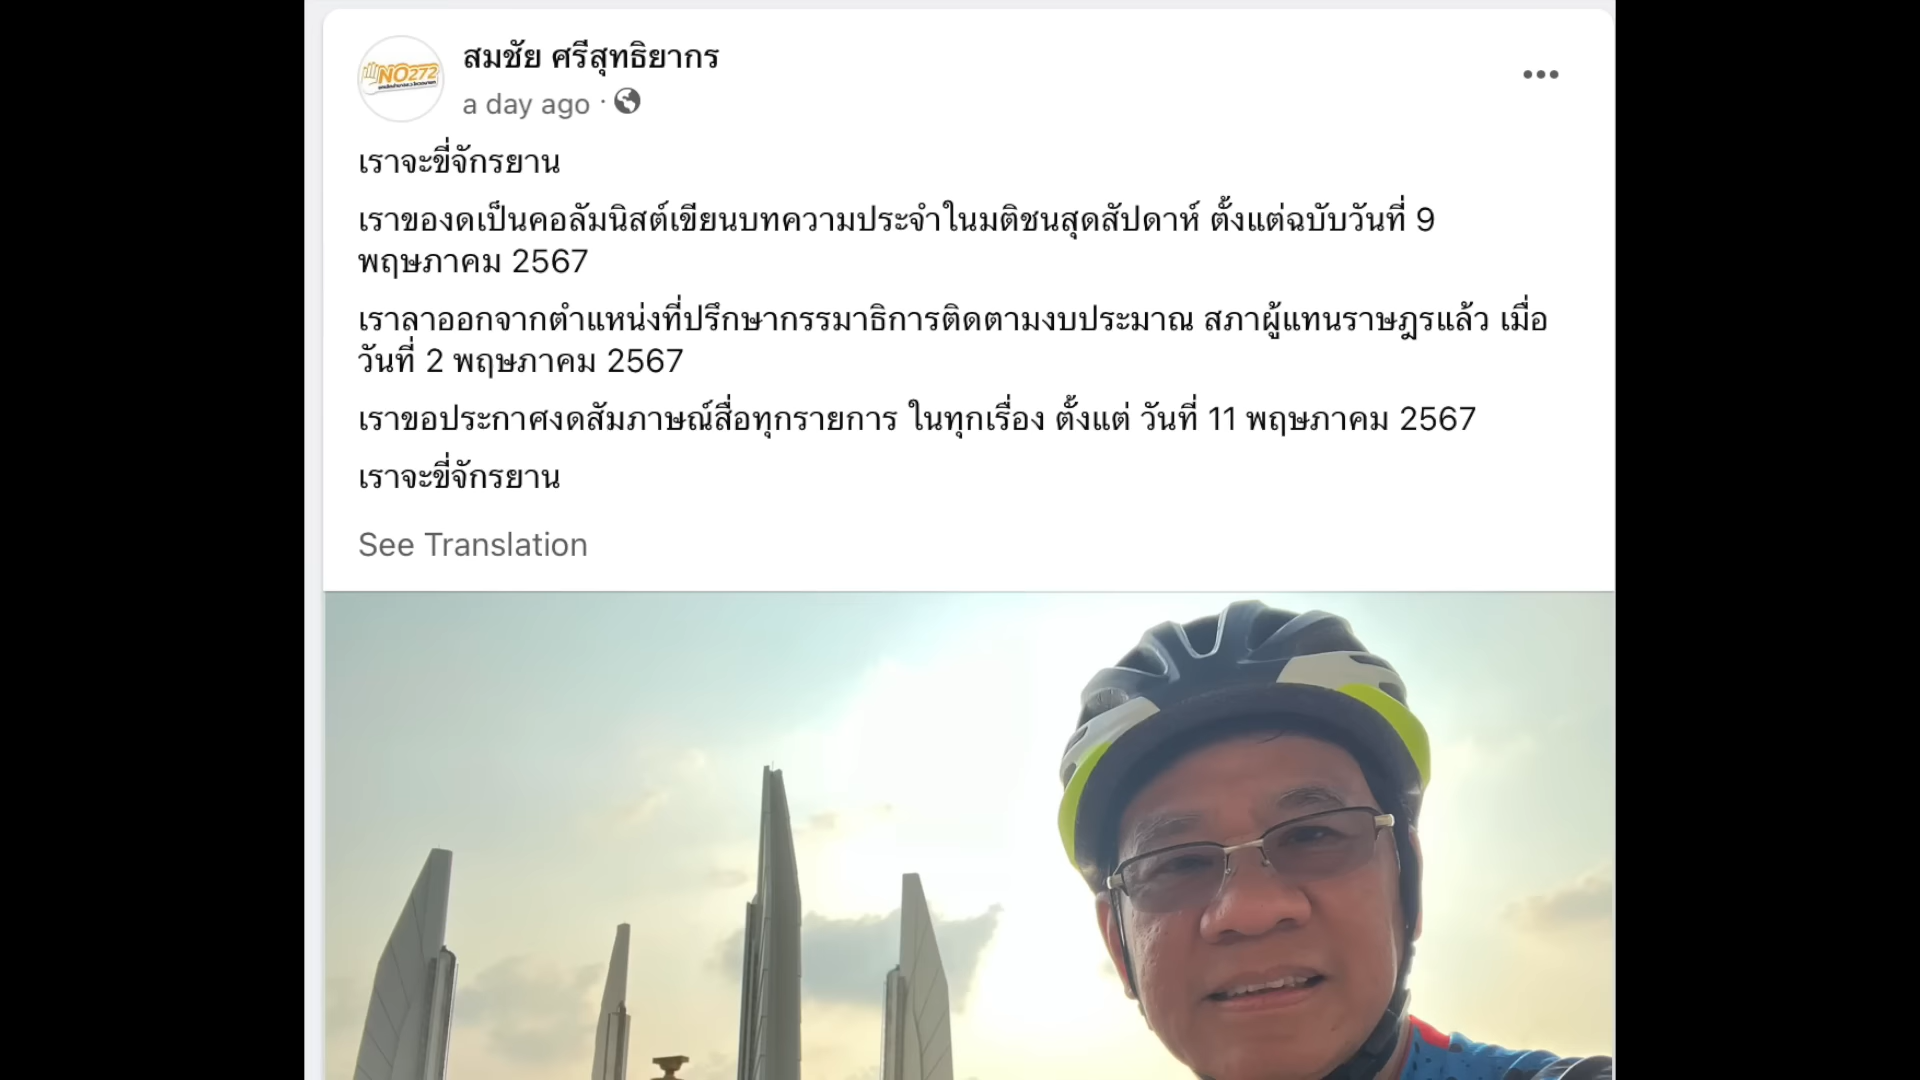 NO272
สมชัย ศรีสุทธิยากร
a day ago ·
เราจะขี่จักรยาน
เราของดเป็นคอลัมนิสต์เขียนบทความประจำในมติชนสุดสัปดาห์ ตั้งแต่ฉบับวันที่ 9
พฤษภาคม 2567
เราลาออกจากตำแหน่งที่ปรึกษากรรมาธิการติดตามงบประมาณ สภาผู้แทนราษฎรแล้ว เมื่อ
วันที่ 2 พฤษภาคม 2567
เราขอประกาศงดสัมภาษณ์สื่อทุกรายการ ในทุกเรื่อง ตั้งแต่ วันที่ 11 พฤษภาคม 2567
เราจะขี่จักรยาน
See Translation